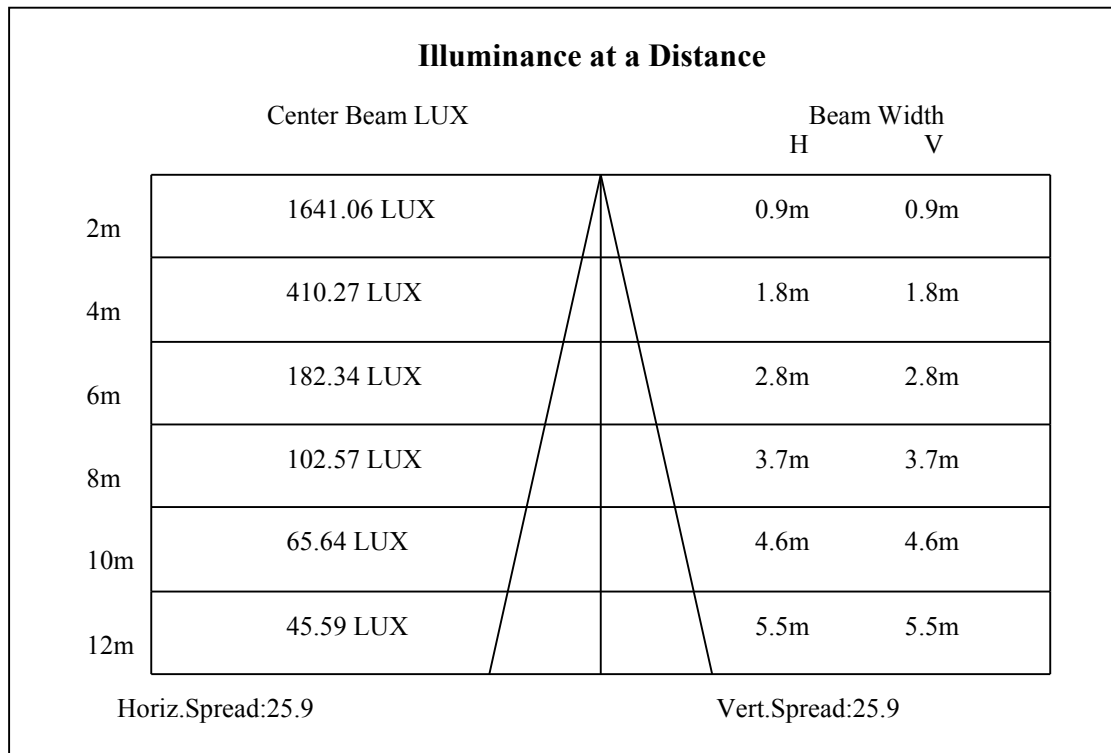 Illuminance at a Distance
Center Beam LUX Beam Width
H V
2m 1641.06 LUX 0.9m 0.9m
4m 410.27 LUX 1.8m 1.8m
6m 182.34 LUX 2.8m 2.8m
8m 102.57 LUX 3.7m 3.7m
10m 65.64 LUX 4.6m 4.6m
12m 45.59 LUX 5.5m 5.5m
Horiz.Spread:25.9 Vert.Spread:25.9